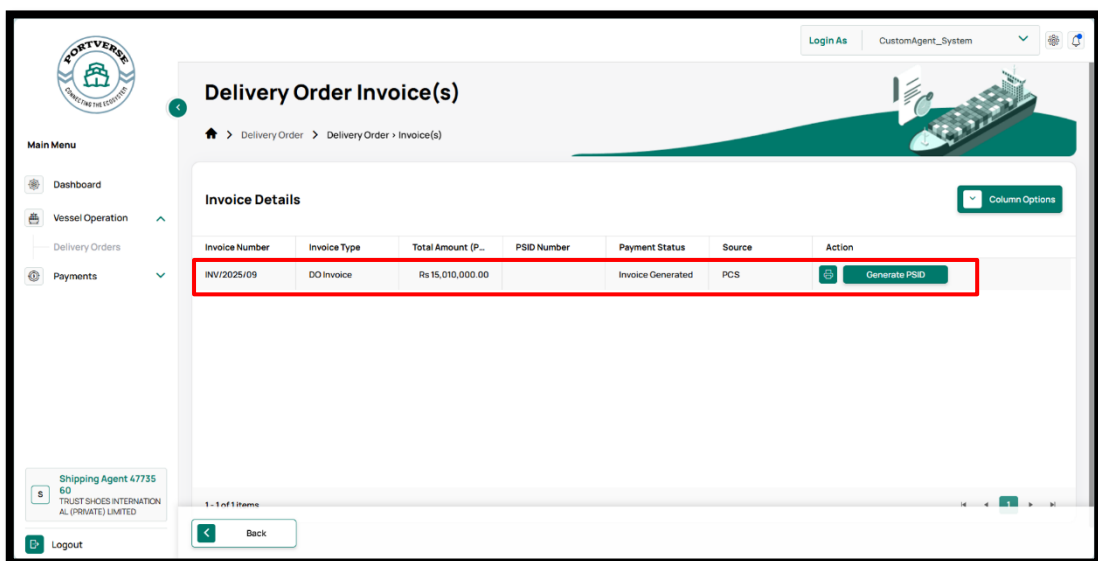 PORTVERSE
CONNECTING THE ECOSYSTEM
Login As CustomAgent_System
Delivery Order Invoice(s)
> Delivery Order > Delivery Order › Invoice(s)
Main Menu
Dashboard
Vessel Operation
Delivery Orders
Payments
Invoice Details
Column Options
Invoice Number Invoice Type Total Amount (P... PSID Number Payment Status Source Action
INV/2025/09 DO Invoice Rs 15,010,000.00 Invoice Generated PCS Generate PSID
1 - 1 of 1 items
1
Back
S
Shipping Agent 47735
60
TRUST SHOES INTERNATION
AL (PRIVATE) LIMITED
Logout